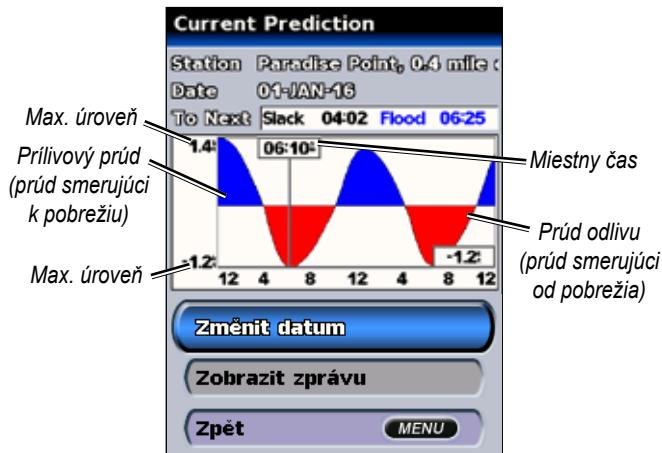 Current Prediction
Station Paradise Point, 0.4 mile
Date 01-JAN-16
To Next Slack 04:02 Flood 06:25
Max. úroveň
1.4
06:10
Miestny čas
Prílivový prúd
(prúd smerujúci
k pobrežiu)
Prúd odlivu
(prúd smerujúci
od pobrežia)
Max. úroveň
-1.2
-1.2
12 4 8 12 4 8 12
Změnit datum
Zobrazit zprávu
Zpět MENU